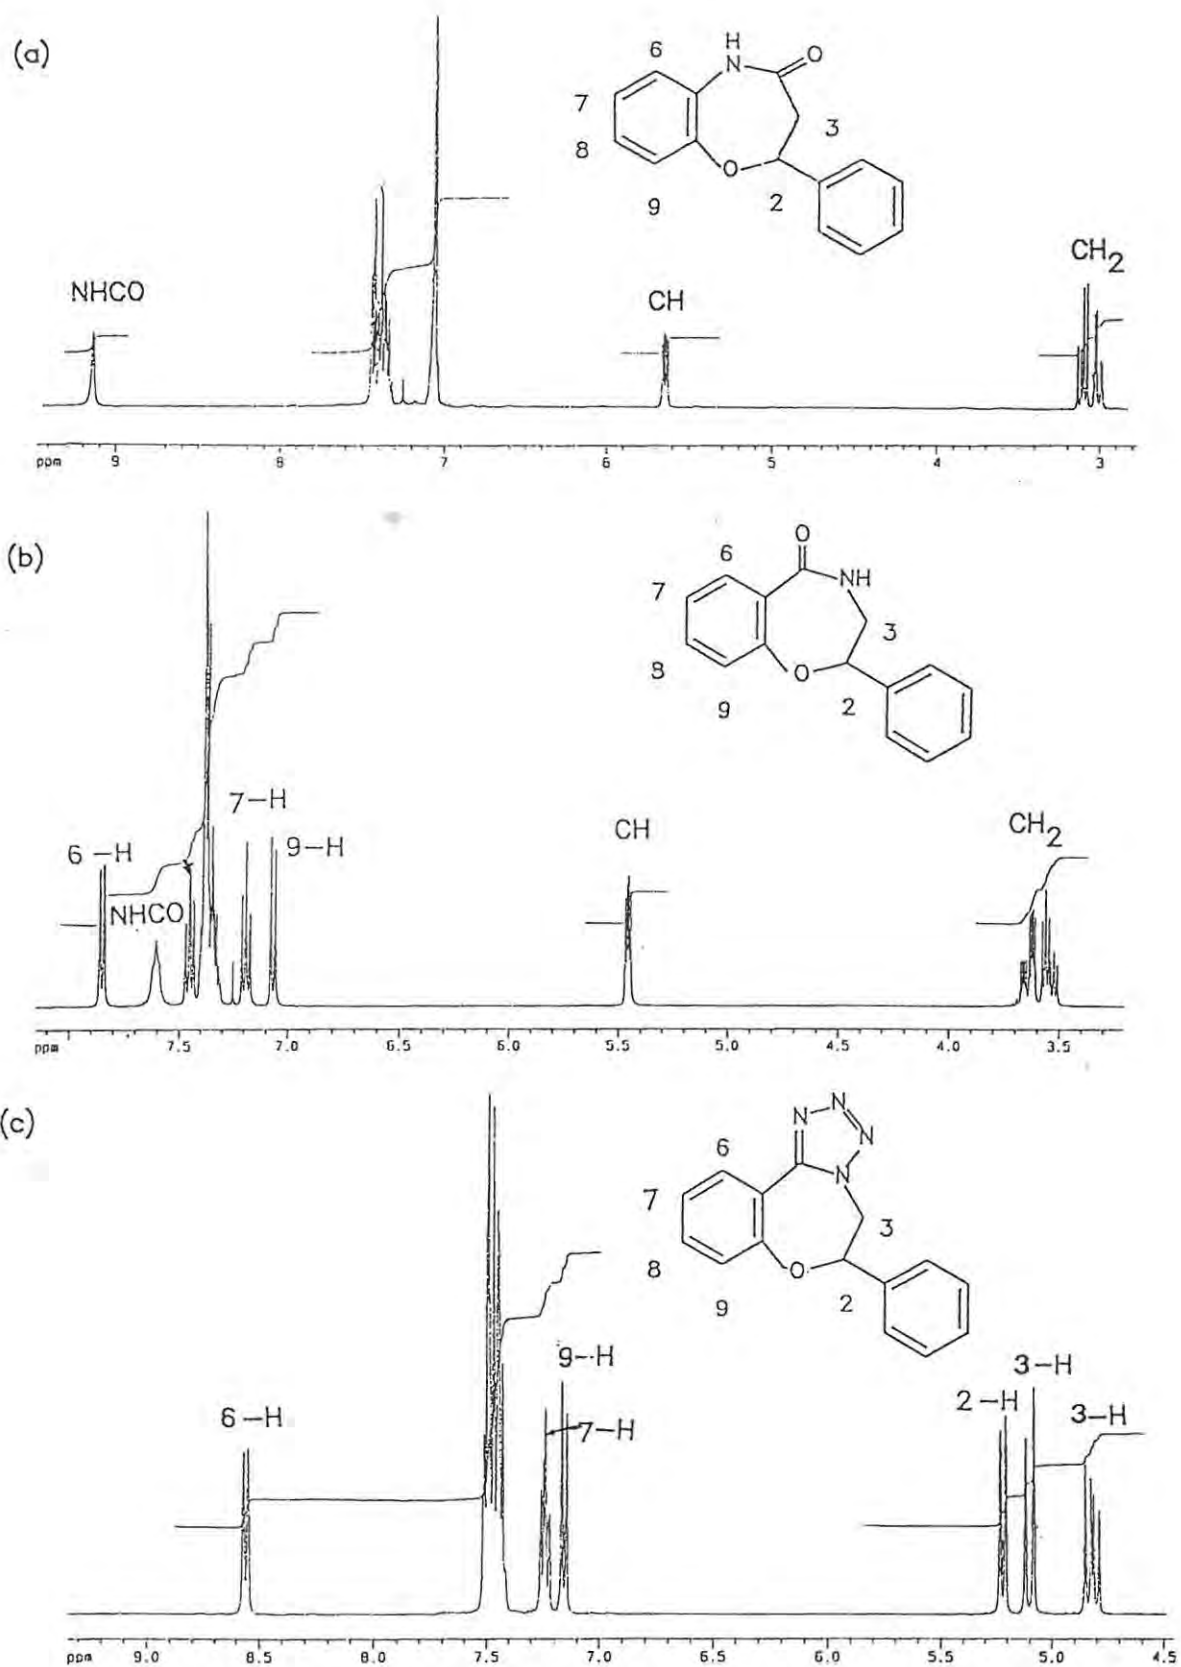 (a)
H
N
O
6
7
8
9
O
2
3
NHCO
CH
CH2
ppm 9 8 7 6 5 4 3
(b)
O
NH
6
7
8
9
O
2
3
6-H
NHCO
7-H
9-H
CH
CH2
ppm 7.5 7.0 6.5 6.0 5.5 5.0 4.5 4.0 3.5
(c)
N N
N N
6
7
8
9
O
2
3
6-H
9-H
7-H
2-H
3-H
3-H
ppm 9.0 8.5 8.0 7.5 7.0 6.5 6.0 5.5 5.0 4.5